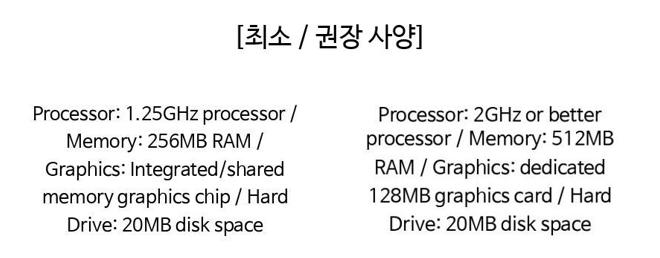 [최소 / 권장 사양]
Processor: 1.25GHz processor /
Memory: 256MB RAM /
Graphics: Integrated/shared
memory graphics chip / Hard
Drive: 20MB disk space
Processor: 2GHz or better
processor / Memory: 512MB
RAM / Graphics: dedicated
128MB graphics card / Hard
Drive: 20MB disk space